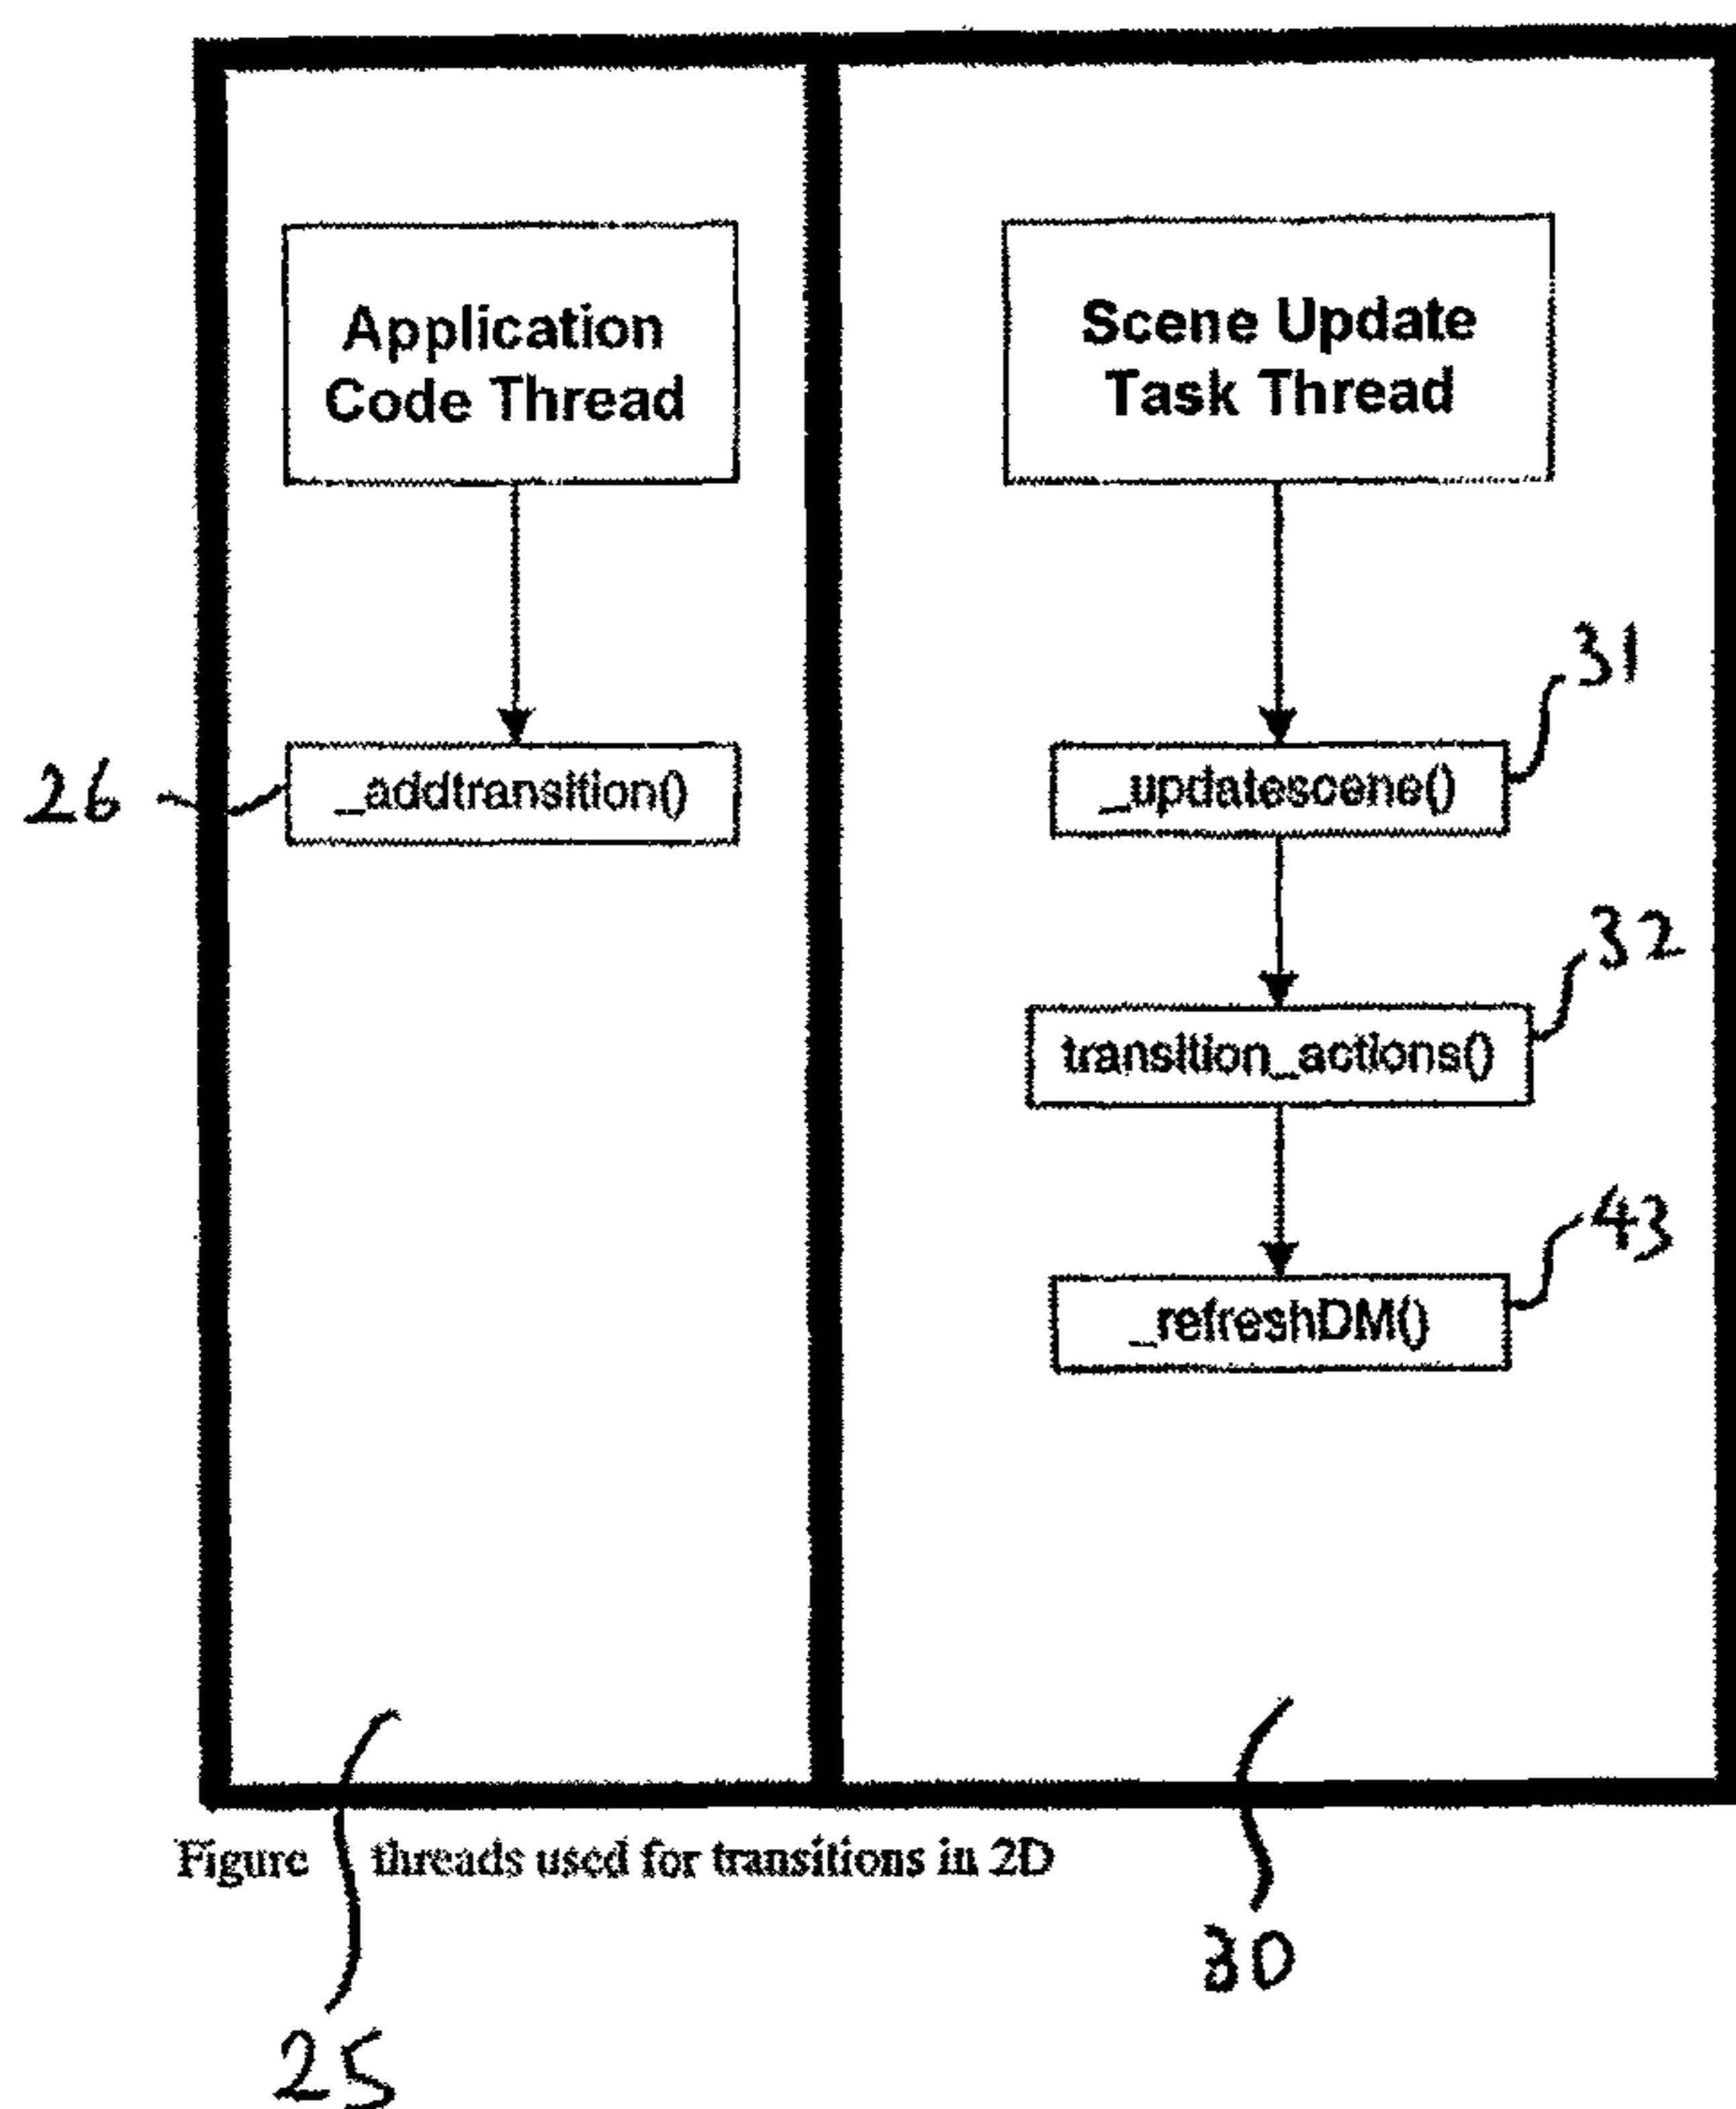 Application
Code Thread
Scene Update
Task Thread
31
26
_addtransition()
_updatescene()
32
transition_actions()
43
_refreshDM()
Figure threads used for transitions in 2D
30
25